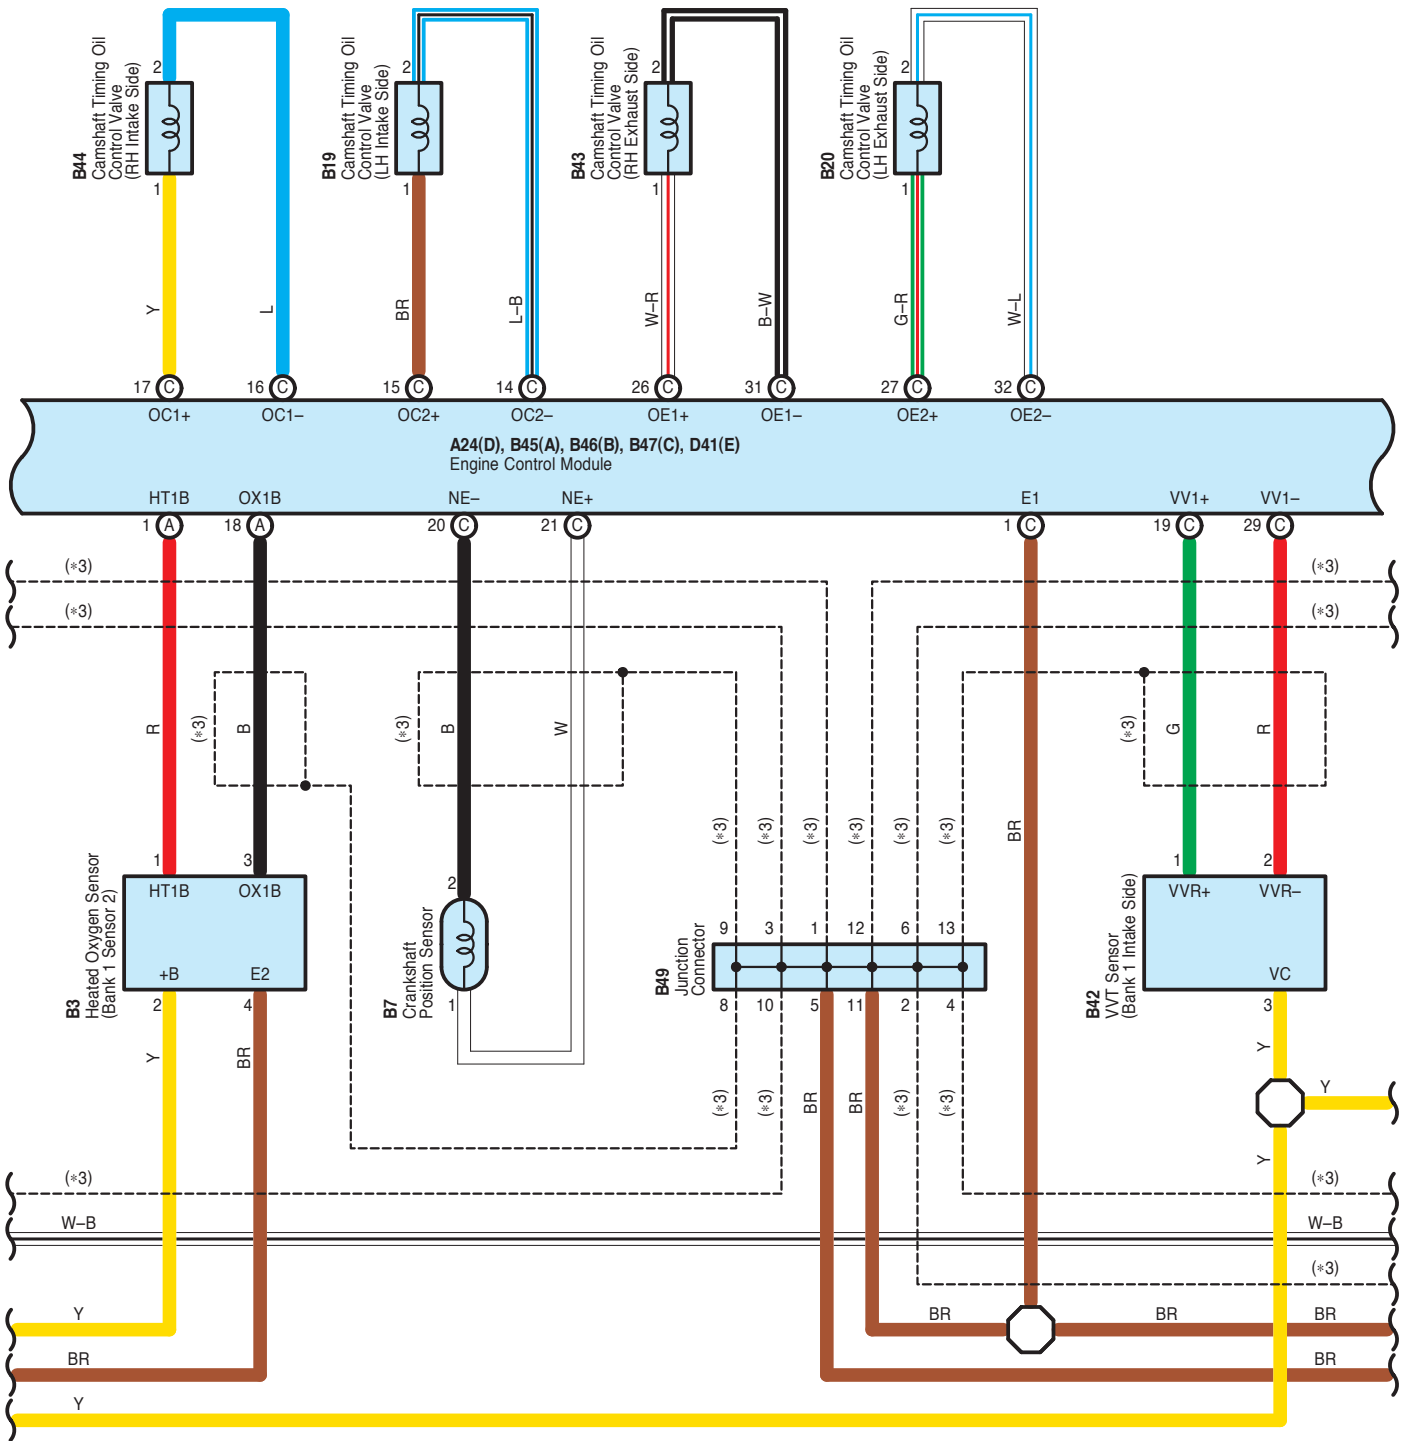 B44
Camshaft Timing Oil
Control Valve
(RH Intake Side)
2
1
Y
L
B19
Camshaft Timing Oil
Control Valve
(LH Intake Side)
2
1
BR
L–B
B43
Camshaft Timing Oil
Control Valve
(RH Exhaust Side)
2
1
W–R
B–W
B20
Camshaft Timing Oil
Control Valve
(LH Exhaust Side)
2
1
G–R
W–L
17 C 16 C 15 C 14 C 26 C 31 C 27 C 32 C
OC1+ OC1– OC2+ OC2– OE1+ OE1– OE2+ OE2–
A24(D), B45(A), B46(B), B47(C), D41(E)
Engine Control Module
HT1B OX1B NE– NE+ E1 VV1+ VV1–
1 A 18 A 20 C 21 C 1 C 19 C 29 C
(*3) (*3)
(*3) (*3)
R (*3) B (*3) B W (*3) G R
(*3) (*3) (*3) (*3) (*3) (*3) BR
1 3 2 1 2
HT1B OX1B VVR+ VVR–
9 3 1 12 6 13
+B E2 VC
B3
Heated Oxygen Sensor
(Bank 1 Sensor 2)
B7
Crankshaft
Position Sensor
B49
Junction
Connector
B42
VVT Sensor
(Bank 1 Intake Side)
2 4 1 8 10 5 11 2 4 3
Y BR Y
(*3) (*3) BR BR (*3) (*3) Y
Y
(*3) (*3)
W–B W–B
(*3)
Y BR BR BR
BR BR
Y